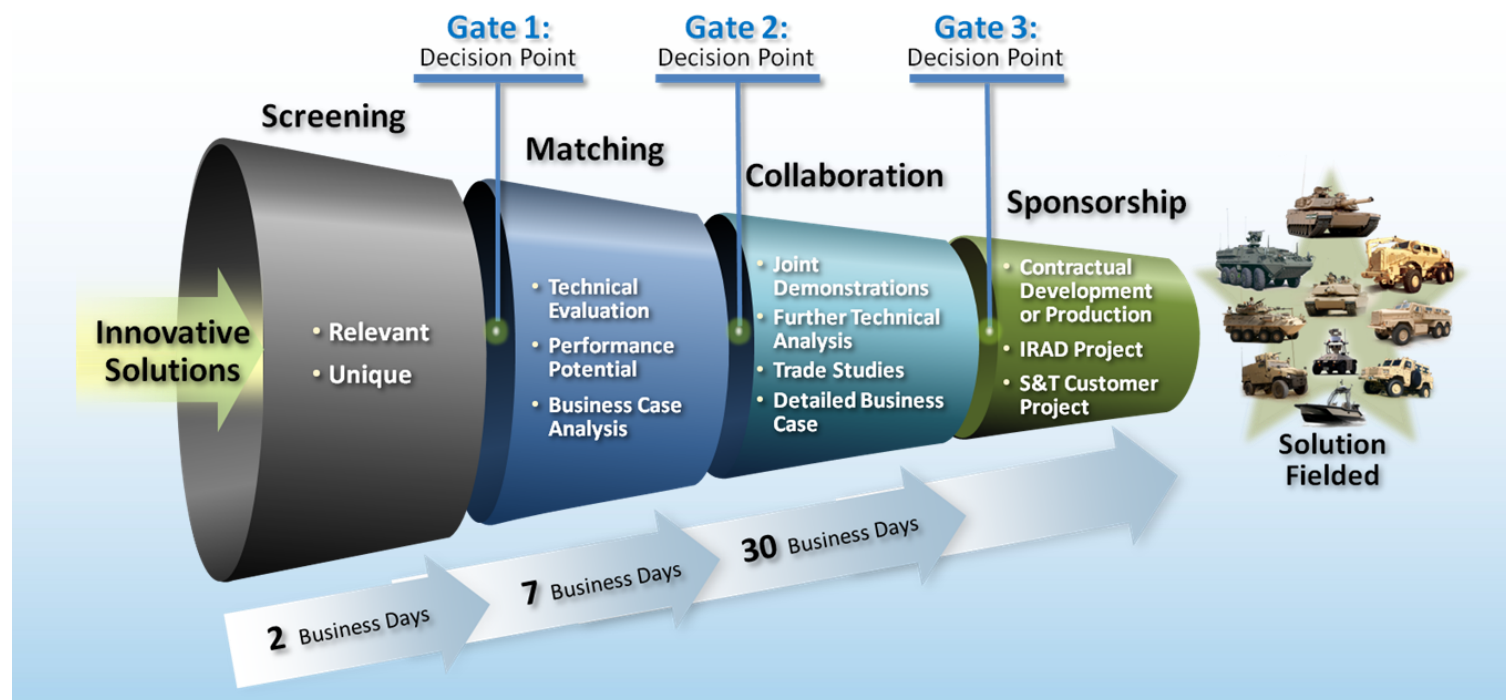 Gate 1:
Decision Point
Gate 2:
Decision Point
Gate 3:
Decision Point
Screening
Matching
Collaboration
Sponsorship
Innovative
Solutions
• Relevant
• Unique
• Technical
Evaluation
• Performance
Potential
• Business Case
Analysis
• Joint
Demonstrations
• Further Technical
Analysis
• Trade Studies
• Detailed Business
Case
• Contractual
Development
or Production
• IRAD Project
• S&T Customer
Project
Solution
Fielded
2 Business Days
7 Business Days
30 Business Days